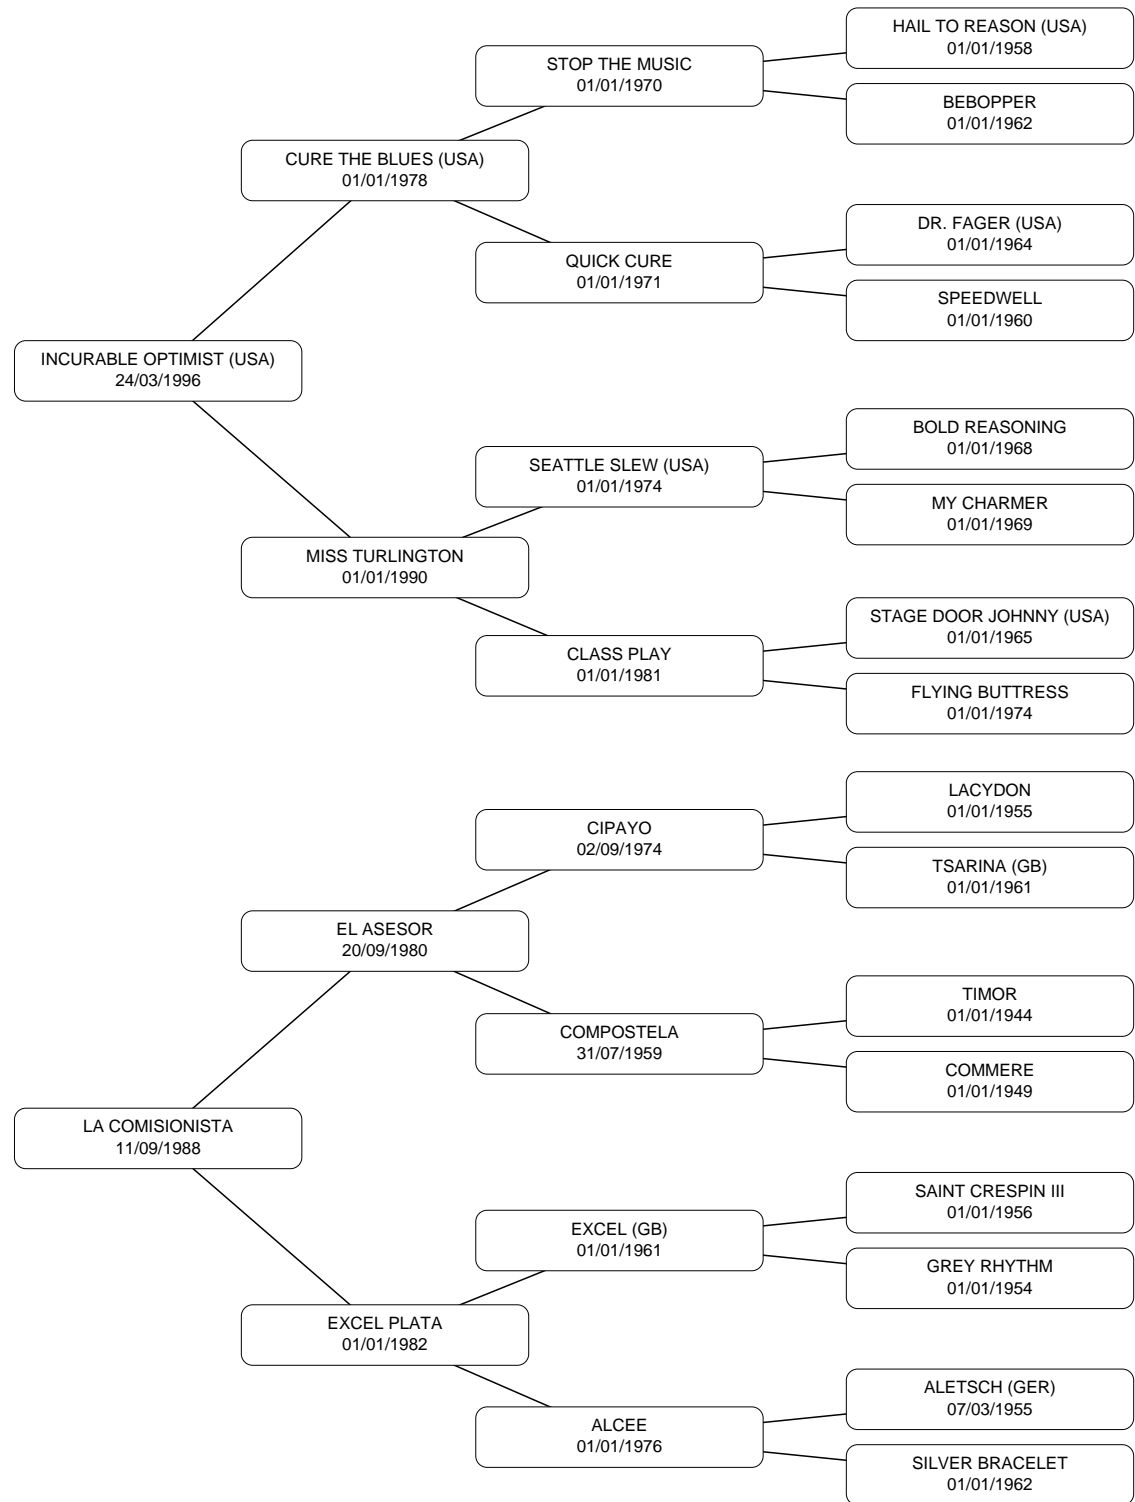 HAIL TO REASON (USA)
01/01/1958
STOP THE MUSIC
01/01/1970
BEBOPPER
01/01/1962
CURE THE BLUES (USA)
01/01/1978
DR. FAGER (USA)
01/01/1964
QUICK CURE
01/01/1971
SPEEDWELL
01/01/1960
INCURABLE OPTIMIST (USA)
24/03/1996
BOLD REASONING
01/01/1968
SEATTLE SLEW (USA)
01/01/1974
MY CHARMER
01/01/1969
MISS TURLINGTON
01/01/1990
STAGE DOOR JOHNNY (USA)
01/01/1965
CLASS PLAY
01/01/1981
FLYING BUTTRESS
01/01/1974
LACYDON
01/01/1955
CIPAYO
02/09/1974
TSARINA (GB)
01/01/1961
EL ASESOR
20/09/1980
TIMOR
01/01/1944
COMPOSTELA
31/07/1959
COMMERE
01/01/1949
LA COMISIONISTA
11/09/1988
SAINT CRESPIN III
01/01/1956
EXCEL (GB)
01/01/1961
GREY RHYTHM
01/01/1954
EXCEL PLATA
01/01/1982
ALETSCH (GER)
07/03/1955
ALCEE
01/01/1976
SILVER BRACELET
01/01/1962